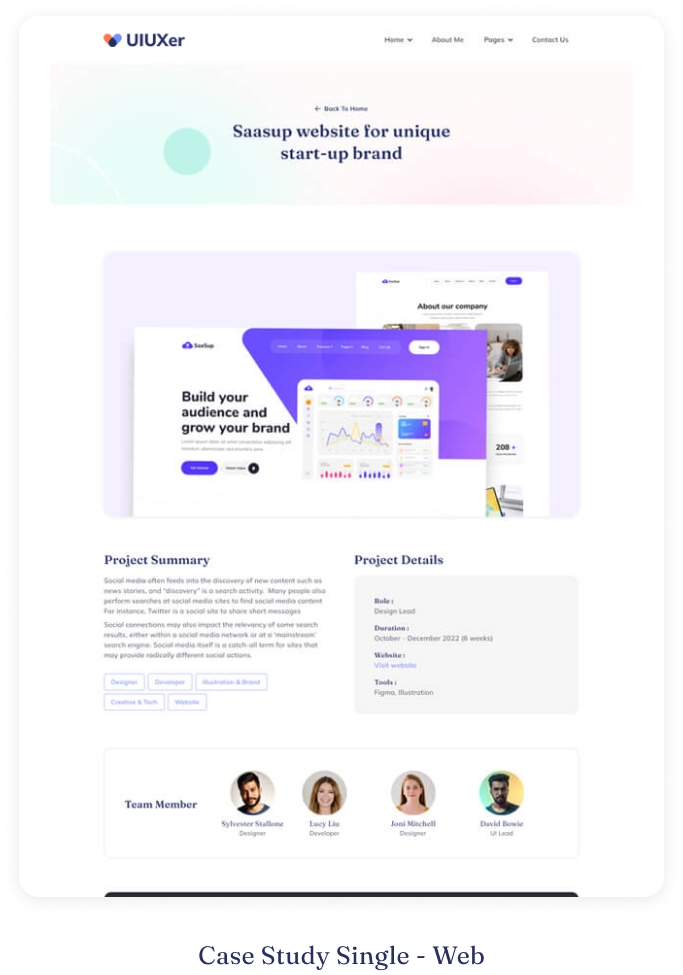 UIUXer
Home
About Me
Pages
Contact Us
Back To Home
Saasup website for unique
start-up brand
SaaSup
About our company
SaaSup
Sign in
Build your
audience and
grow your brand
208 +
Project Summary
Social media often feeds into the discovery of new content such as
news stories, and "discovery" is a search activity. Many people also
perform searches at social media sites to find social media content
For instance, Twitter is a social site to share short messages
Social connections may also impact the relevancy of some search
results, either within a social media network or at a 'mainstream'
search engine. Social media itself is a catch-all term for sites that
may provide radically different social actions.
Designer
Developer
Illustration & Brand
Creative & Tech
Website
Project Details
Role :
Design Lead
Duration :
October - December 2022 (6 weeks)
Website :
Visit website
Tools :
Figma, Illustration
Team Member
Sylvester Stallone
Designer
Lucy Liu
Developer
Joni Mitchell
Designer
David Bowie
UI Lead
Case Study Single - Web